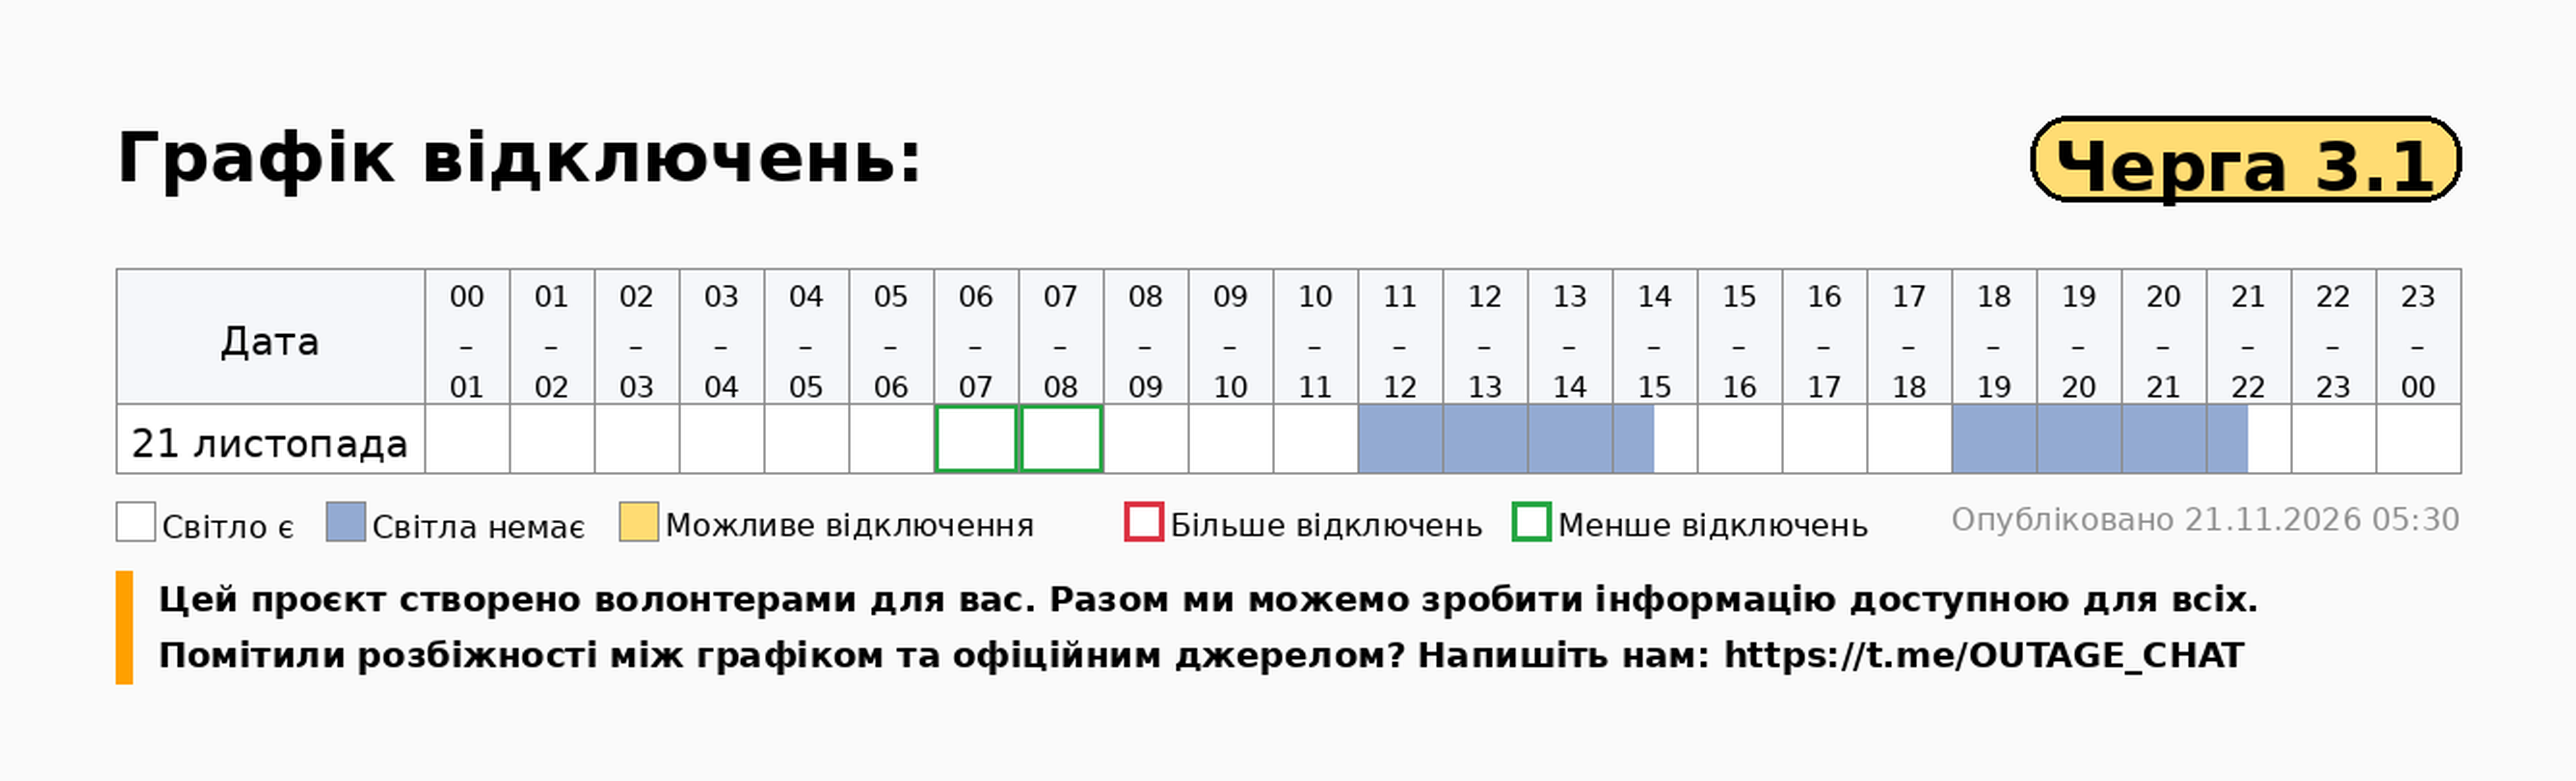 Графік відключень:
Черга 3.1
Дата
00 – 01
01 – 02
02 – 03
03 – 04
04 – 05
05 – 06
06 – 07
07 – 08
08 – 09
09 – 10
10 – 11
11 – 12
12 – 13
13 – 14
14 – 15
15 – 16
16 – 17
17 – 18
18 – 19
19 – 20
20 – 21
21 – 22
22 – 23
23 – 00
21 листопада
Світло є
Світла немає
Можливе відключення
Більше відключень
Менше відключень
Опубліковано 21.11.2026 05:30
Цей проєкт створено волонтерами для вас. Разом ми можемо зробити інформацію доступною для всіх.
Помітили розбіжності між графіком та офіційним джерелом? Напишіть нам: https://t.me/OUTAGE_CHAT